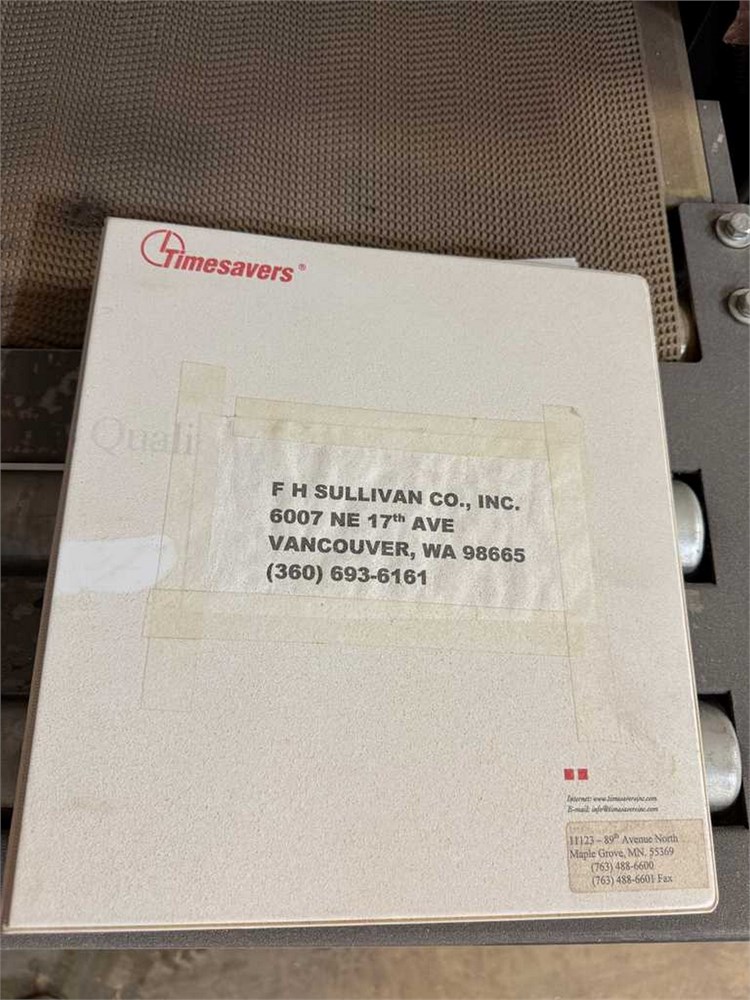 Timesavers®
Quali
F H SULLIVAN CO., INC.
6007 NE 17th AVE
VANCOUVER, WA 98665
(360) 693-6161
Internet: www.timesaversinc.com
E-mail: info@timesaversinc.com
11123 – 89th Avenue North
Maple Grove, MN. 55369
(763) 488-6600
(763) 488-6601 Fax